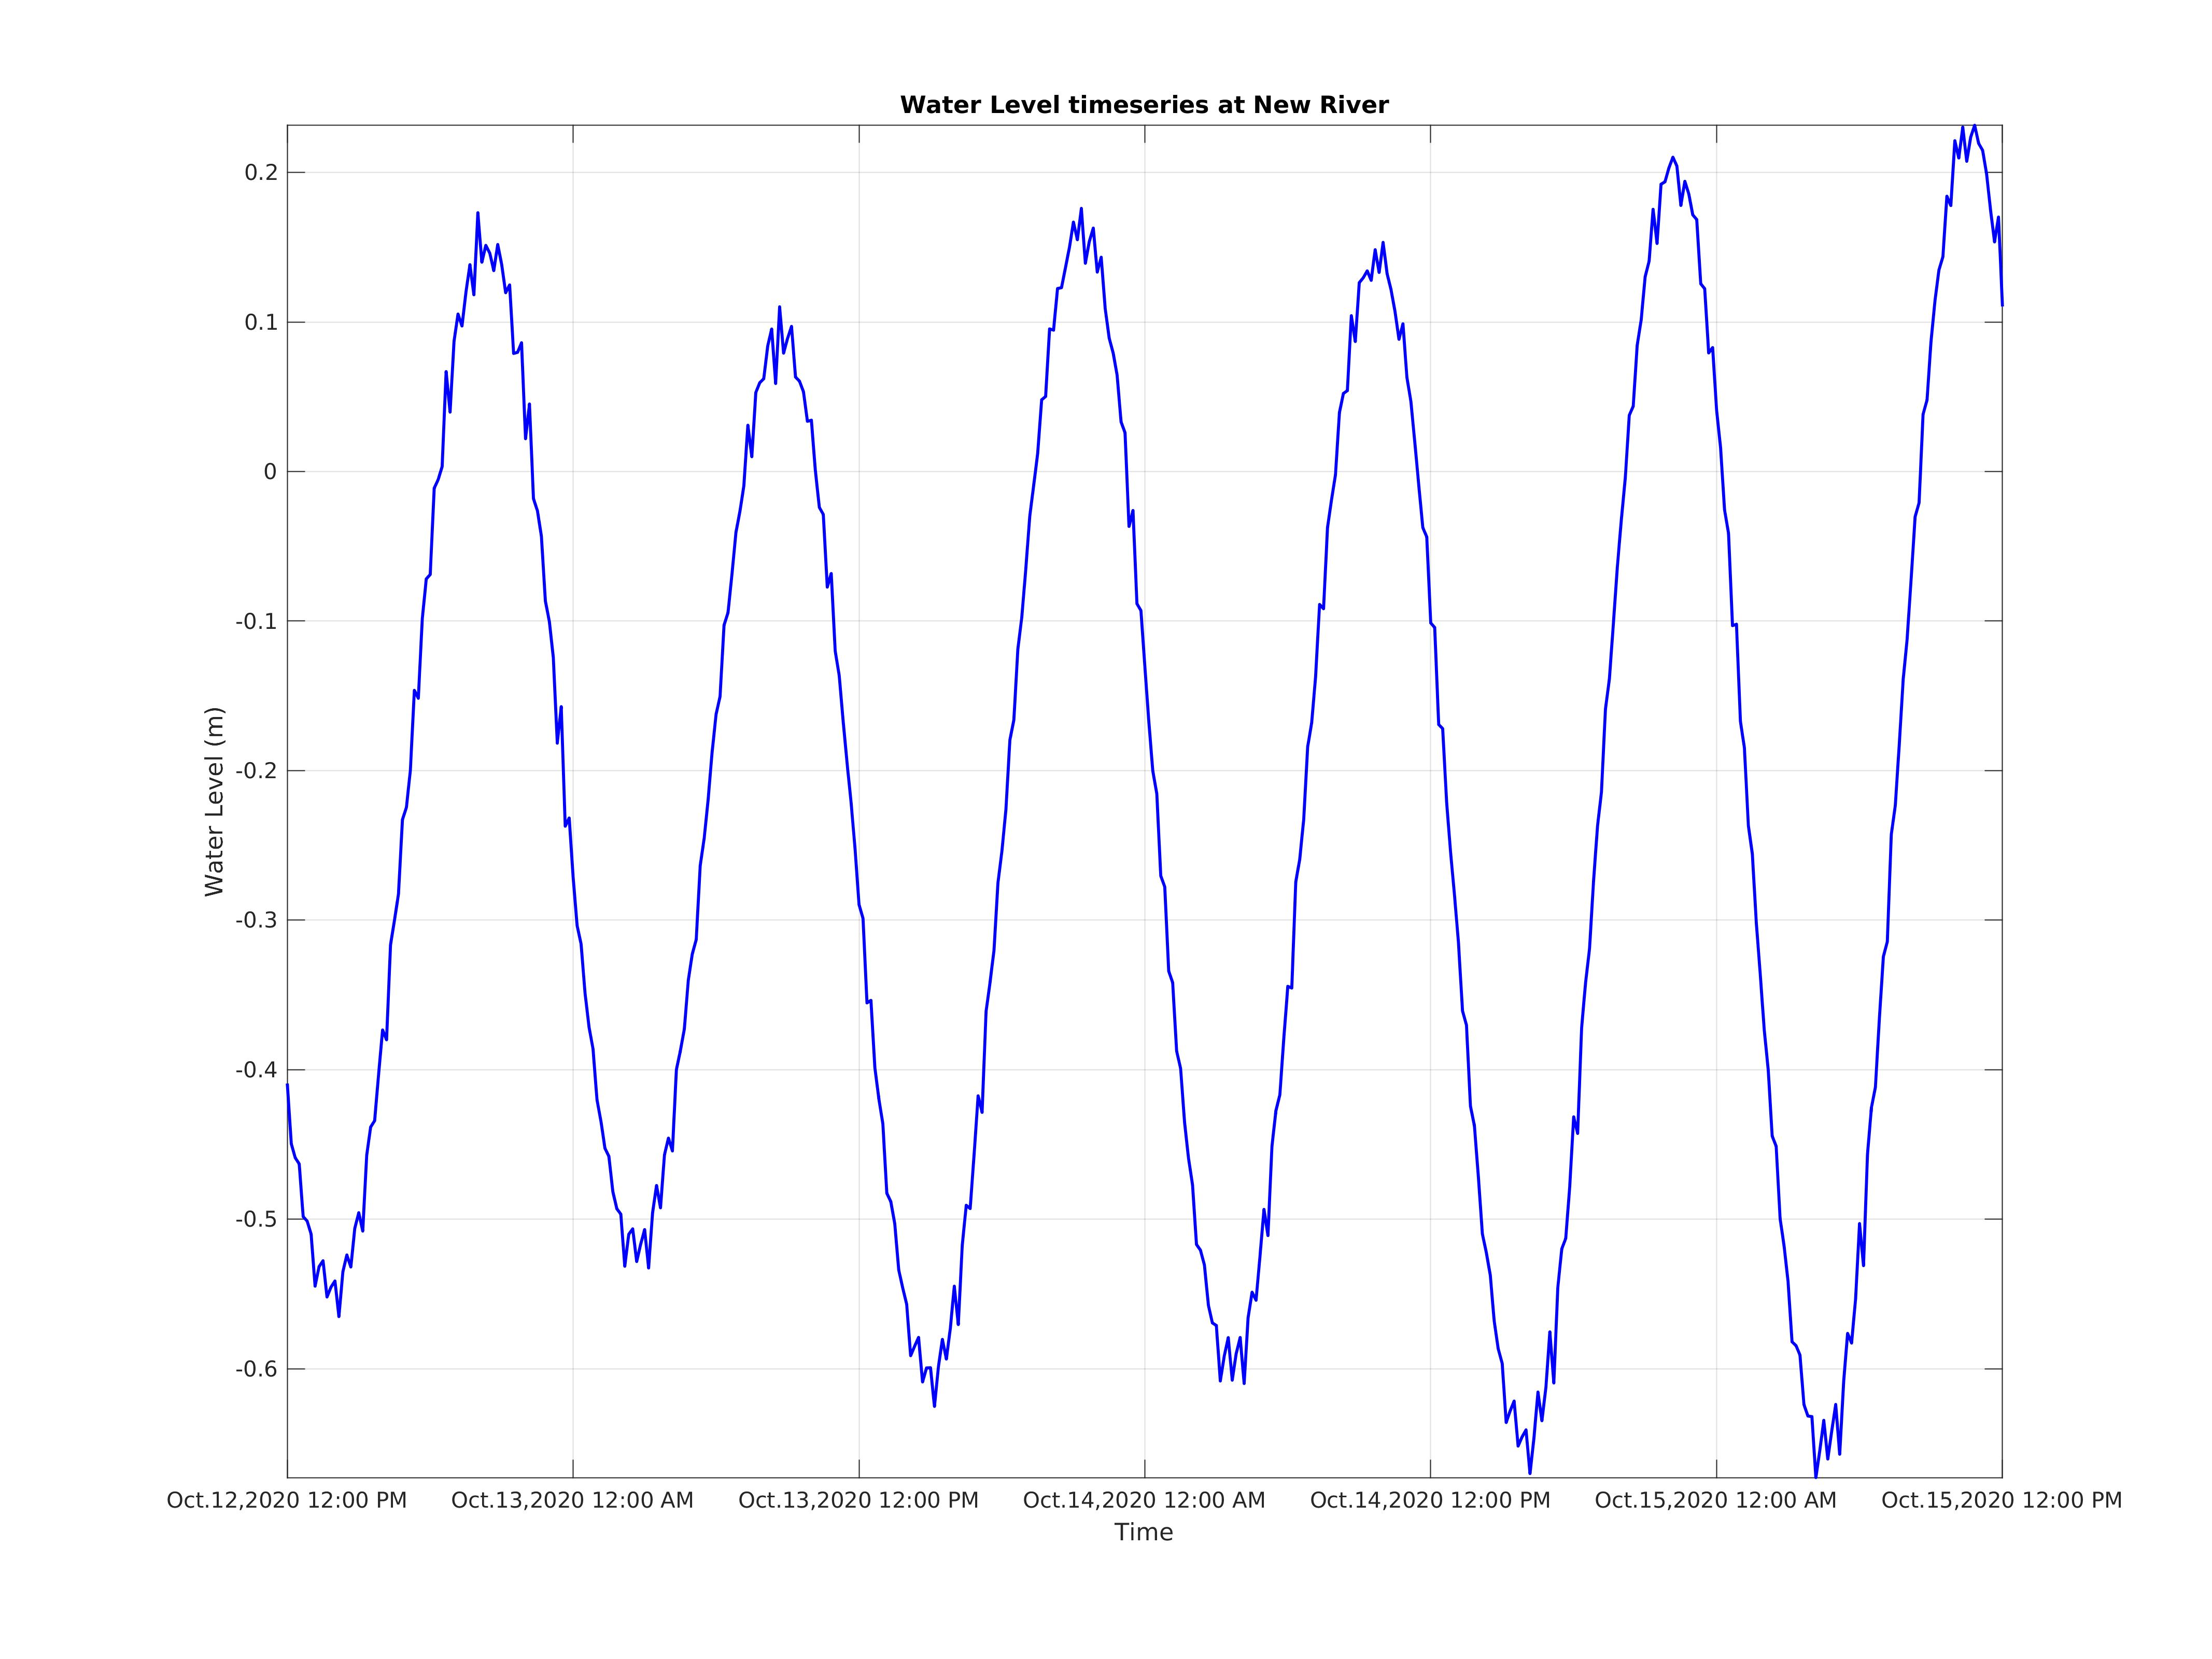 Water Level timeseries at New River
0.2
0.1
0
-0.1
-0.2
-0.3
-0.4
-0.5
-0.6
Water Level (m)
Oct.12,2020 12:00 PM
Oct.13,2020 12:00 AM
Oct.13,2020 12:00 PM
Oct.14,2020 12:00 AM
Oct.14,2020 12:00 PM
Oct.15,2020 12:00 AM
Oct.15,2020 12:00 PM
Time